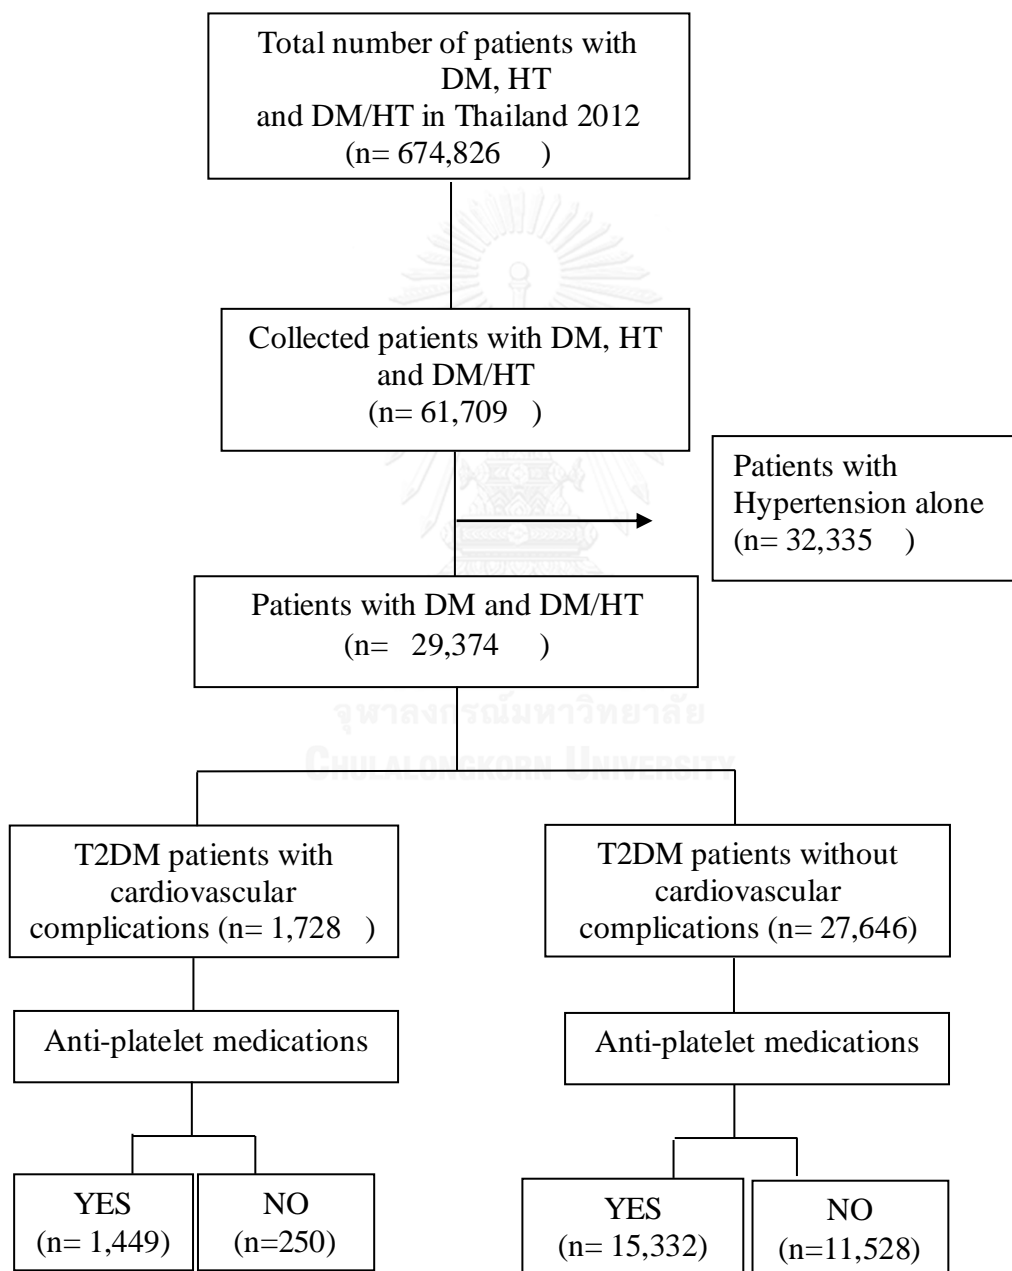 Total number of patients with
DM, HT
and DM/HT in Thailand 2012
(n= 674,826 )
Collected patients with DM, HT
and DM/HT
(n= 61,709 )
Patients with
Hypertension alone
(n= 32,335 )
Patients with DM and DM/HT
(n= 29,374 )
จุฬาลงกรณ์มหาวิทยาลัย
CHULALONGKORN UNIVERSITY
T2DM patients with
cardiovascular
complications (n= 1,728 )
T2DM patients without
cardiovascular
complications (n= 27,646)
Anti-platelet medications
Anti-platelet medications
YES
(n= 1,449)
NO
(n=250)
YES
(n= 15,332)
NO
(n=11,528)